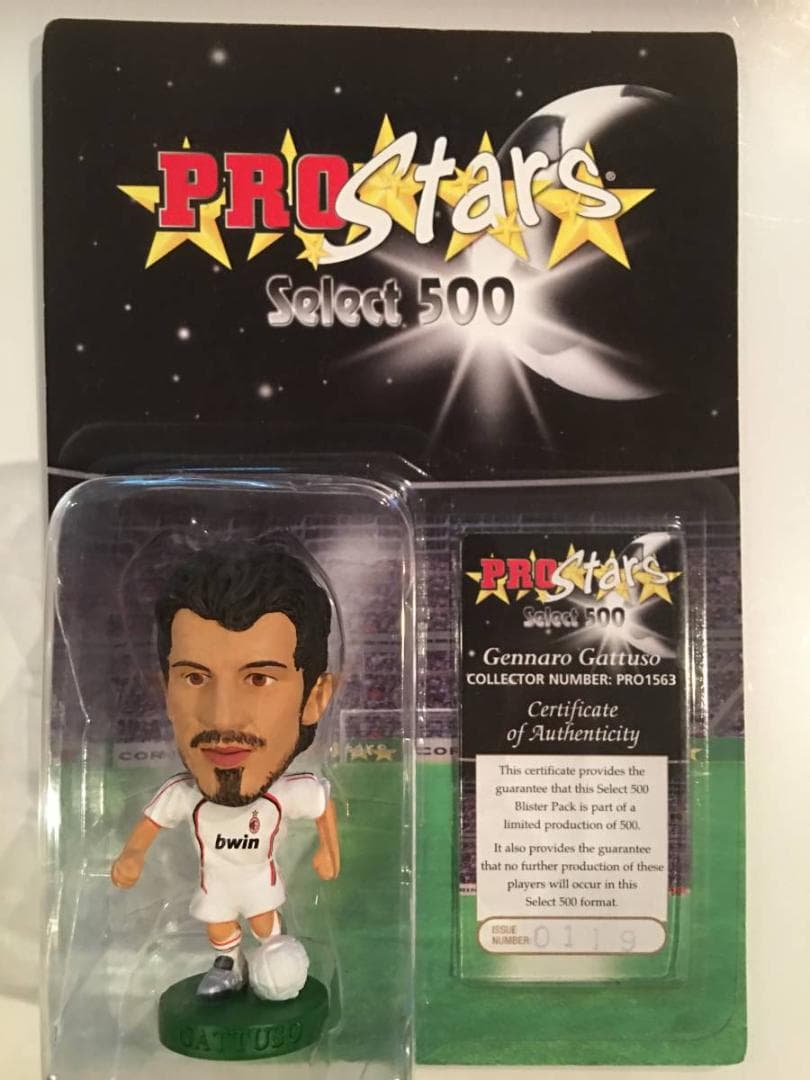 PROStars®
Select 500
PROStars
Select 500
Gennaro Gattuso
COLLECTOR NUMBER: PRO1563
Certificate
of Authenticity
This certificate provides the
guarantee that this Select 500
Blister Pack is part of a
limited production of 500.
It also provides the guarantee
that no further production of these
players will occur in this
Select 500 format.
ISSUE
NUMBER 0119
bwin
GATTUSO